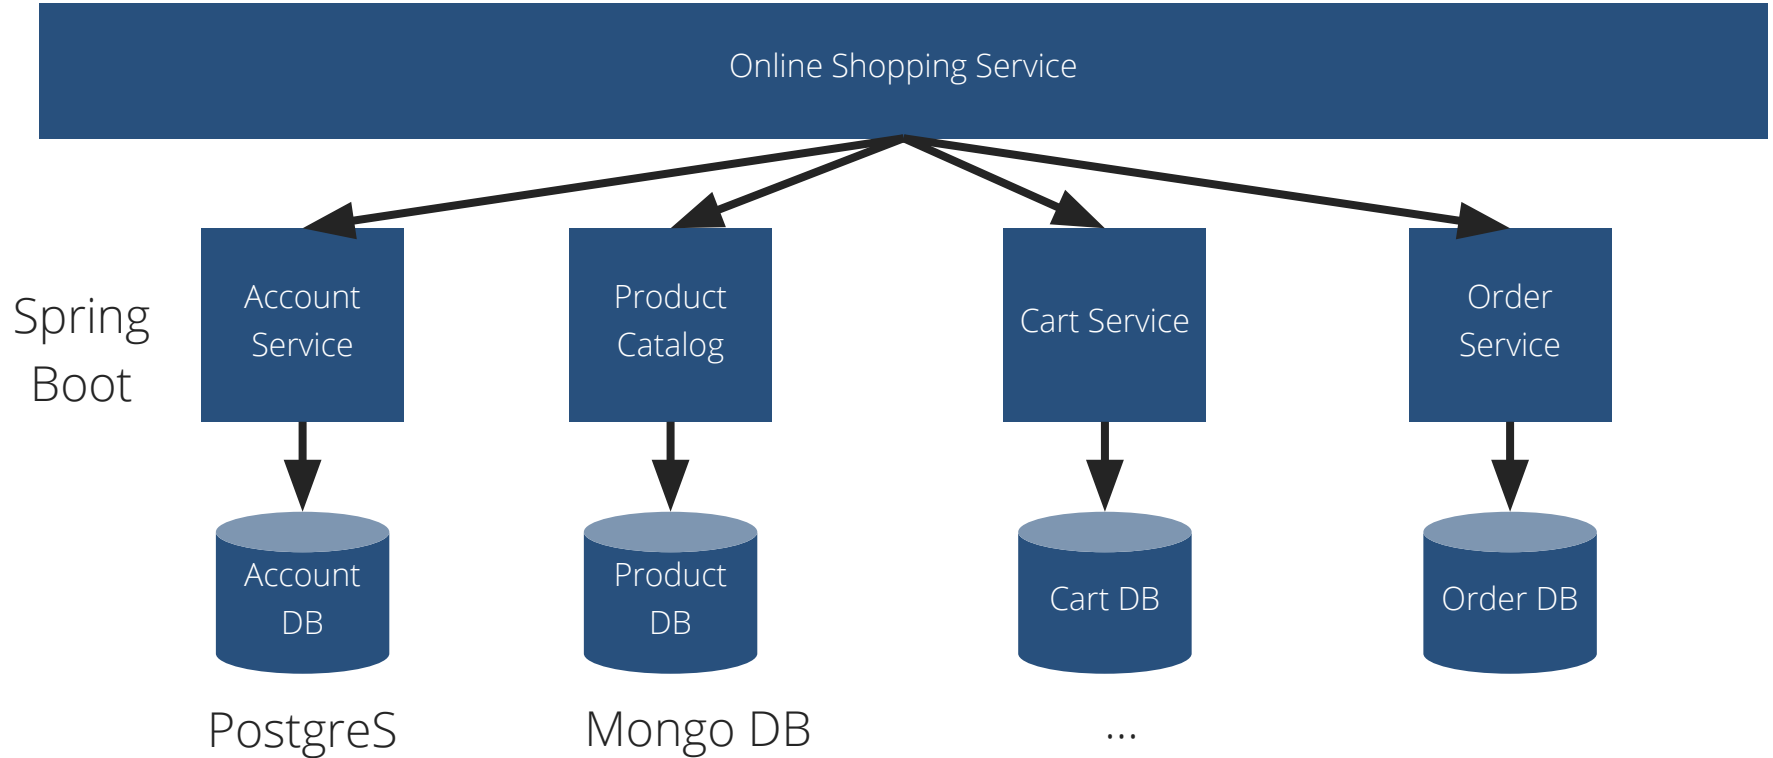 Online Shopping Service
Spring
Boot
Account
Service
Product
Catalog
Cart Service
Order
Service
Account
DB
Product
DB
Cart DB
Order DB
PostgreS
Mongo DB
...